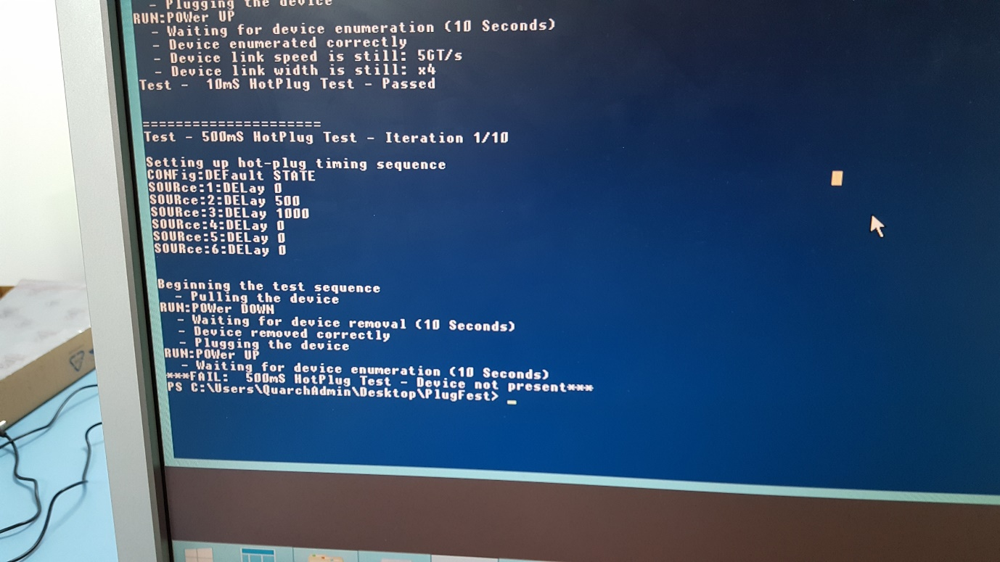 - Plugging the device
RUN:POWer UP
- Waiting for device enumeration (10 Seconds)
- Device enumerated correctly
- Device link speed is still: 5GT/s
- Device link width is still: x4
Test -  10mS HotPlug Test - Passed
=====================
Test - 500mS HotPlug Test - Iteration 1/10
Setting up hot-plug timing sequence
CONFig:DEFault STATE
SOURce:1:DELay 0
SOURce:2:DELay 500
SOURce:3:DELay 1000
SOURce:4:DELay 0
SOURce:5:DELay 0
SOURce:6:DELay 0
Beginning the test sequence
- Pulling the device
RUN:POWer DOWN
- Waiting for device removal (10 Seconds)
- Device removed correctly
- Plugging the device
RUN:POWer UP
- Waiting for device enumeration (10 Seconds)
***FAIL:  500mS HotPlug Test - Device not present***
PS C:\Users\QuarchAdmin\Desktop\PlugFest> _